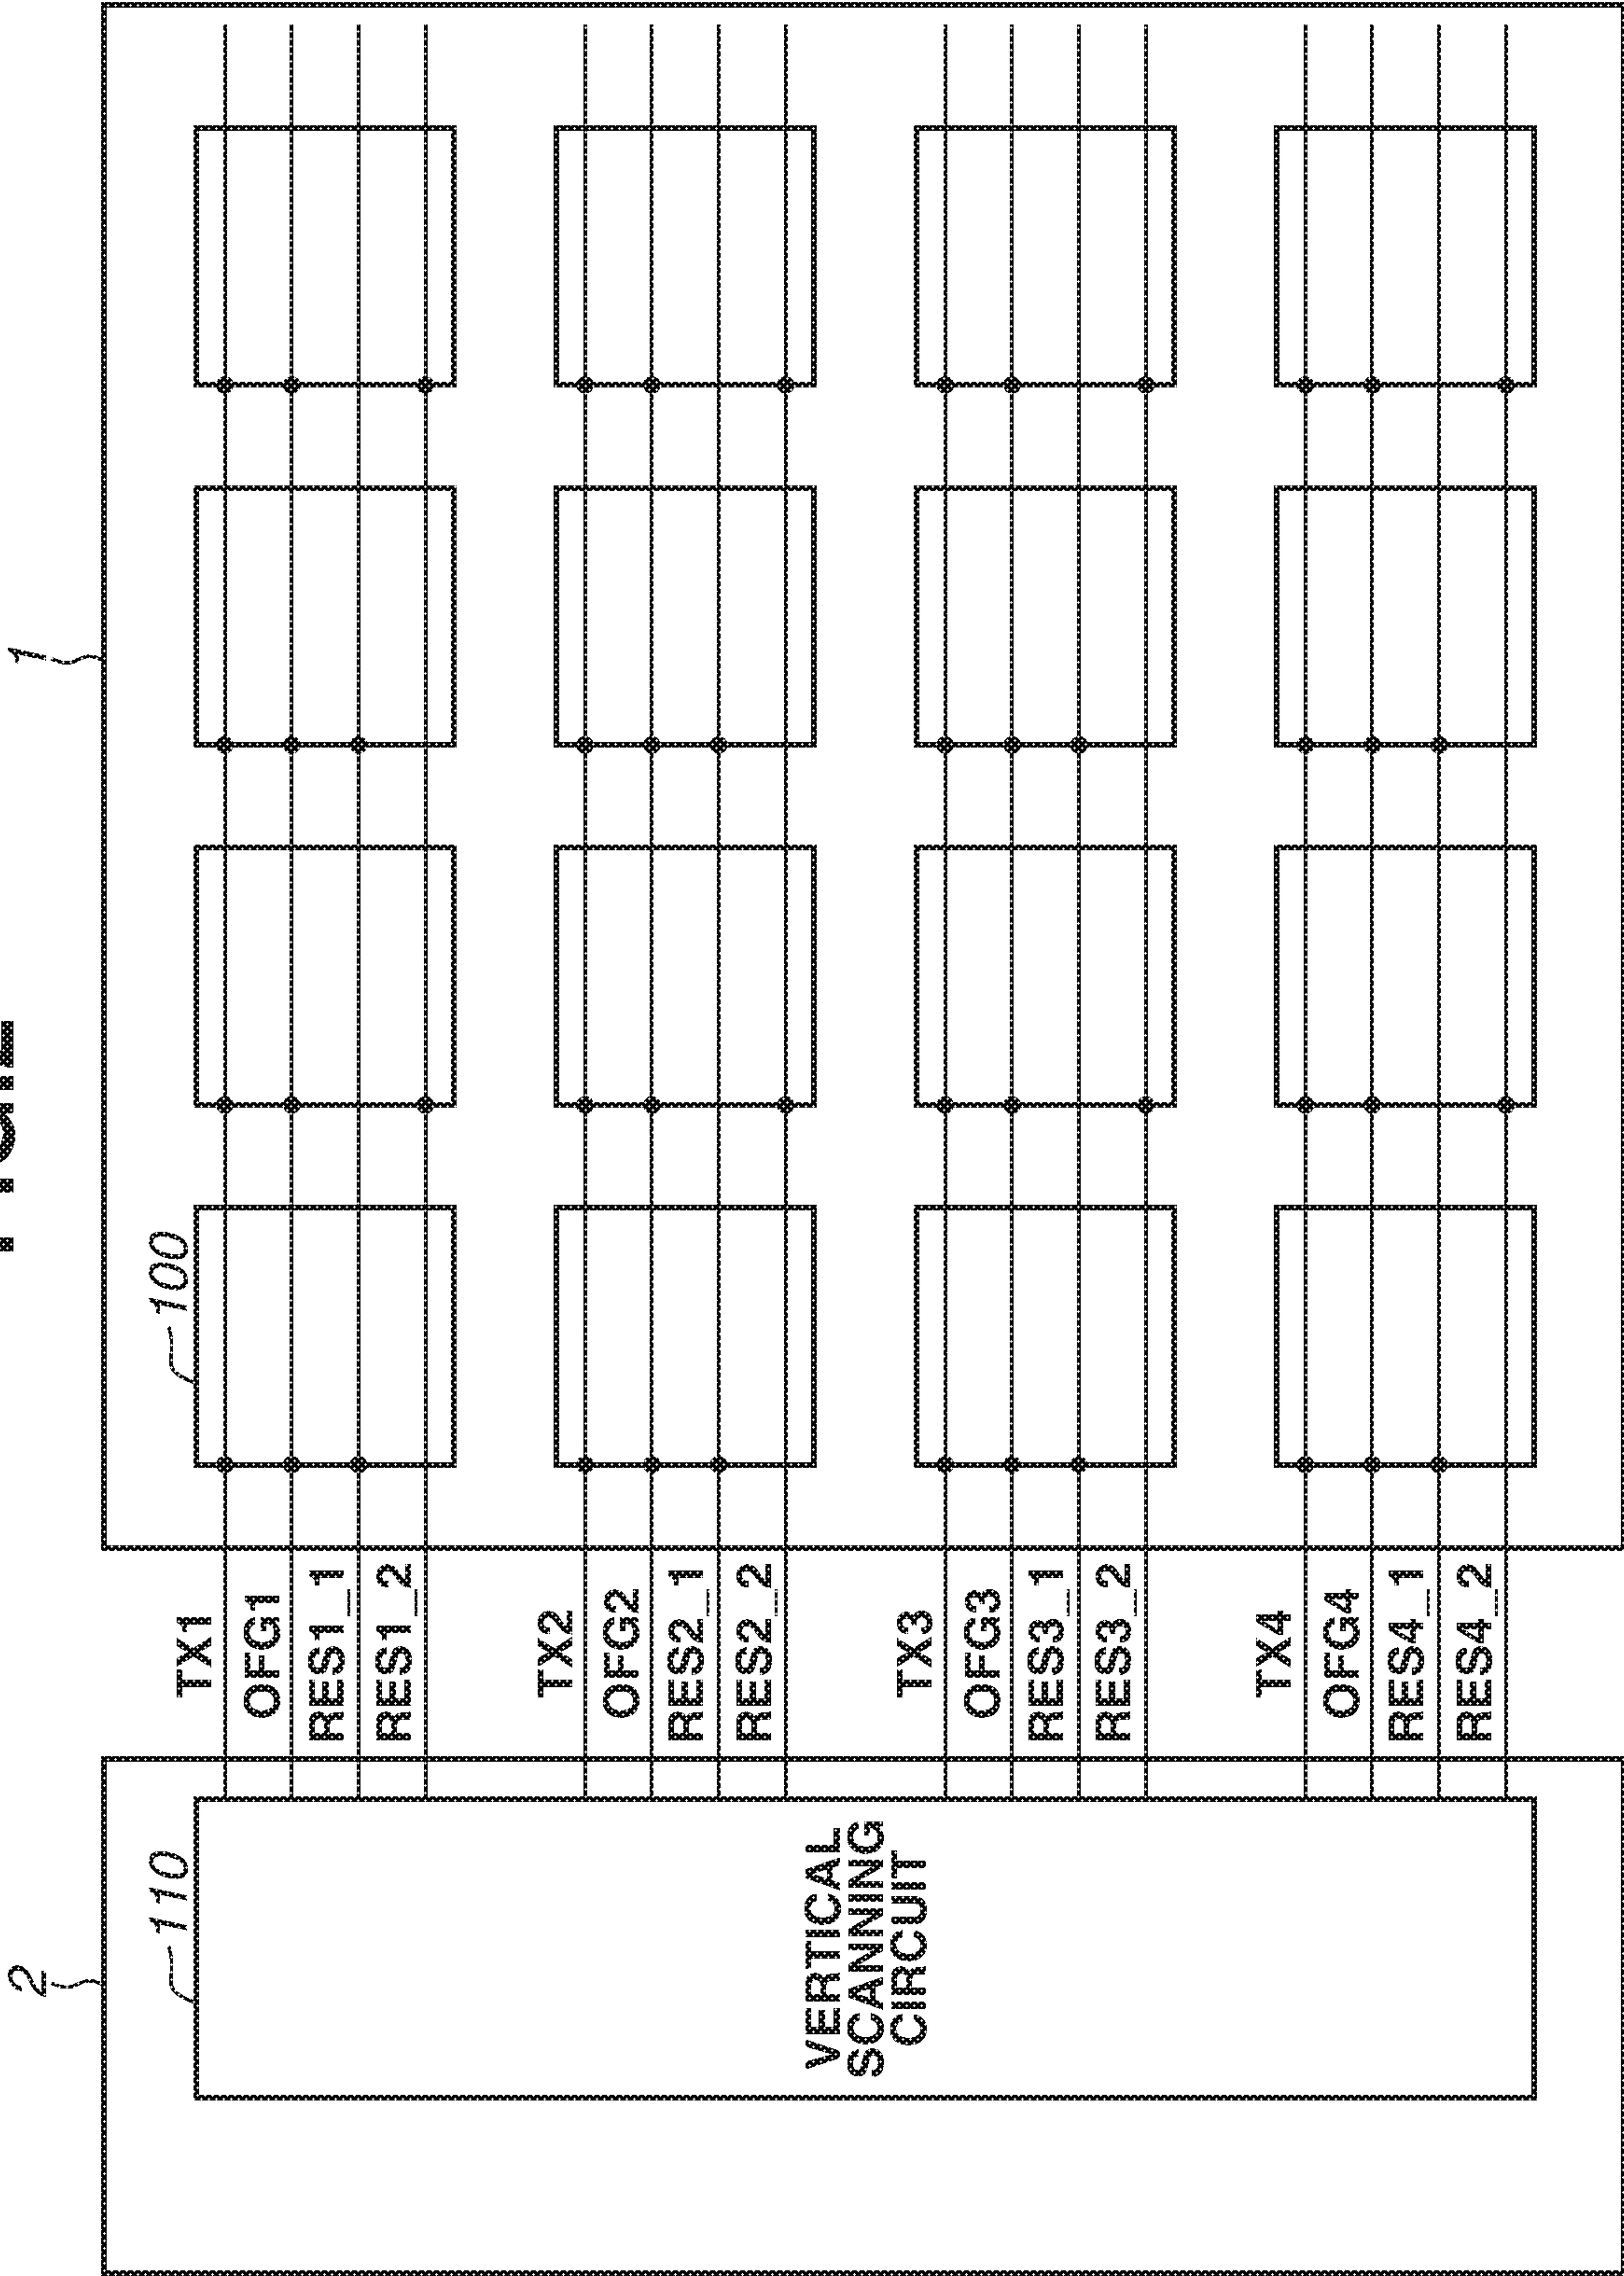 2
1
110
100
TX1
OFG1
RES1_1
RES1_2
TX2
OFG2
RES2_1
RES2_2
VERTICAL
SCANNING
CIRCUIT
TX3
OFG3
RES3_1
RES3_2
TX4
OFG4
RES4_1
RES4_2